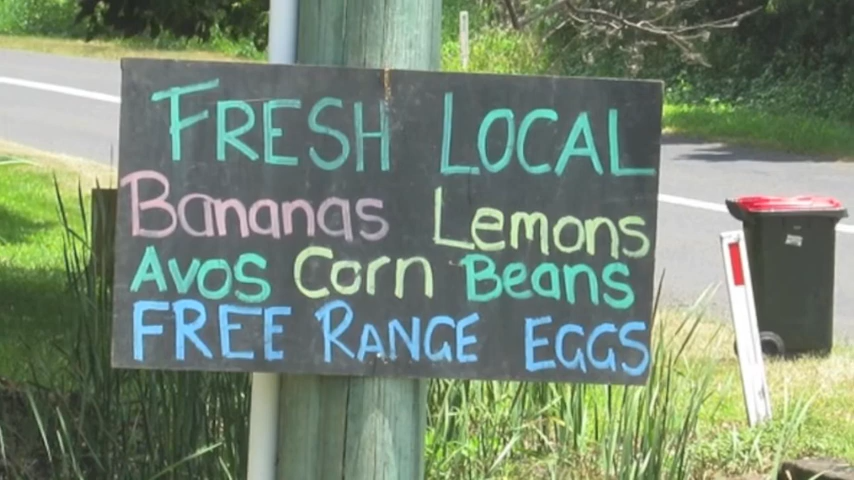 FRESH LOCAL
Bananas Lemons
Avos Corn Beans
FREE RANGE EGGS